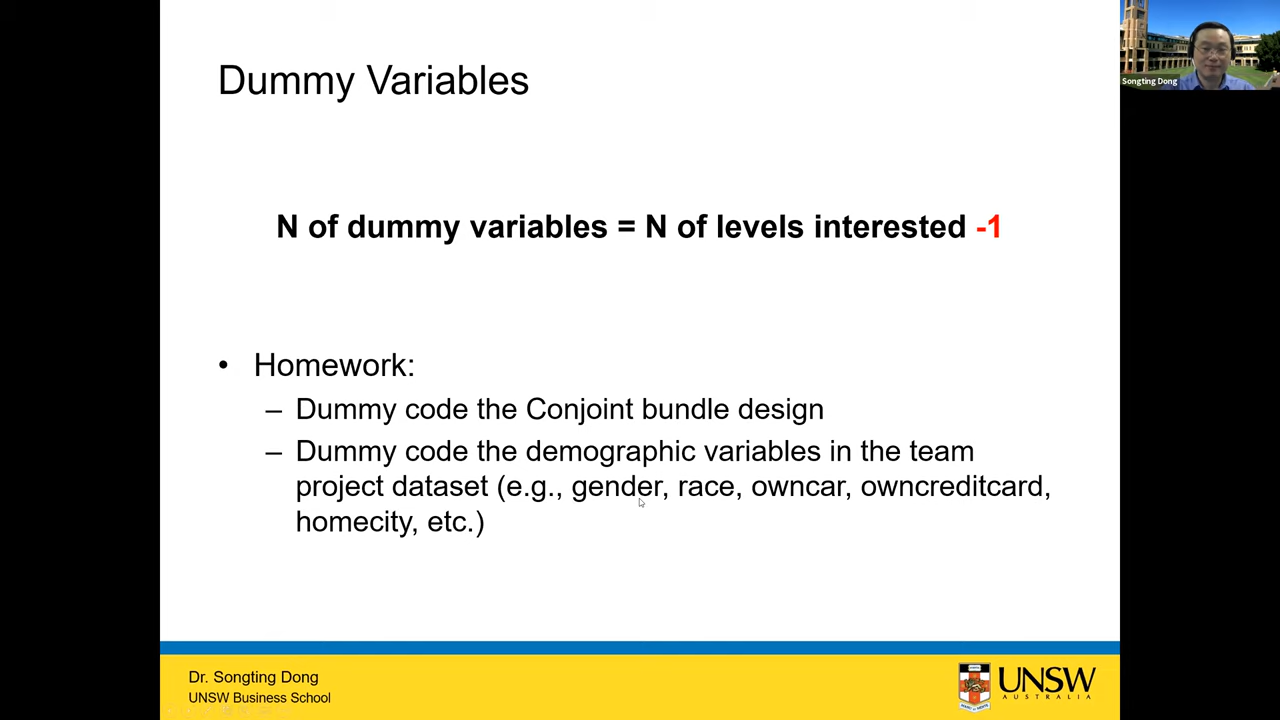 Dummy Variables
N of dummy variables = N of levels interested -1
• Homework:
– Dummy code the Conjoint bundle design
– Dummy code the demographic variables in the team
project dataset (e.g., gender, race, owncar, owncreditcard,
homecity, etc.)
Dr. Songting Dong
UNSW Business School
UNSW
AUSTRALIA
Songting Dong